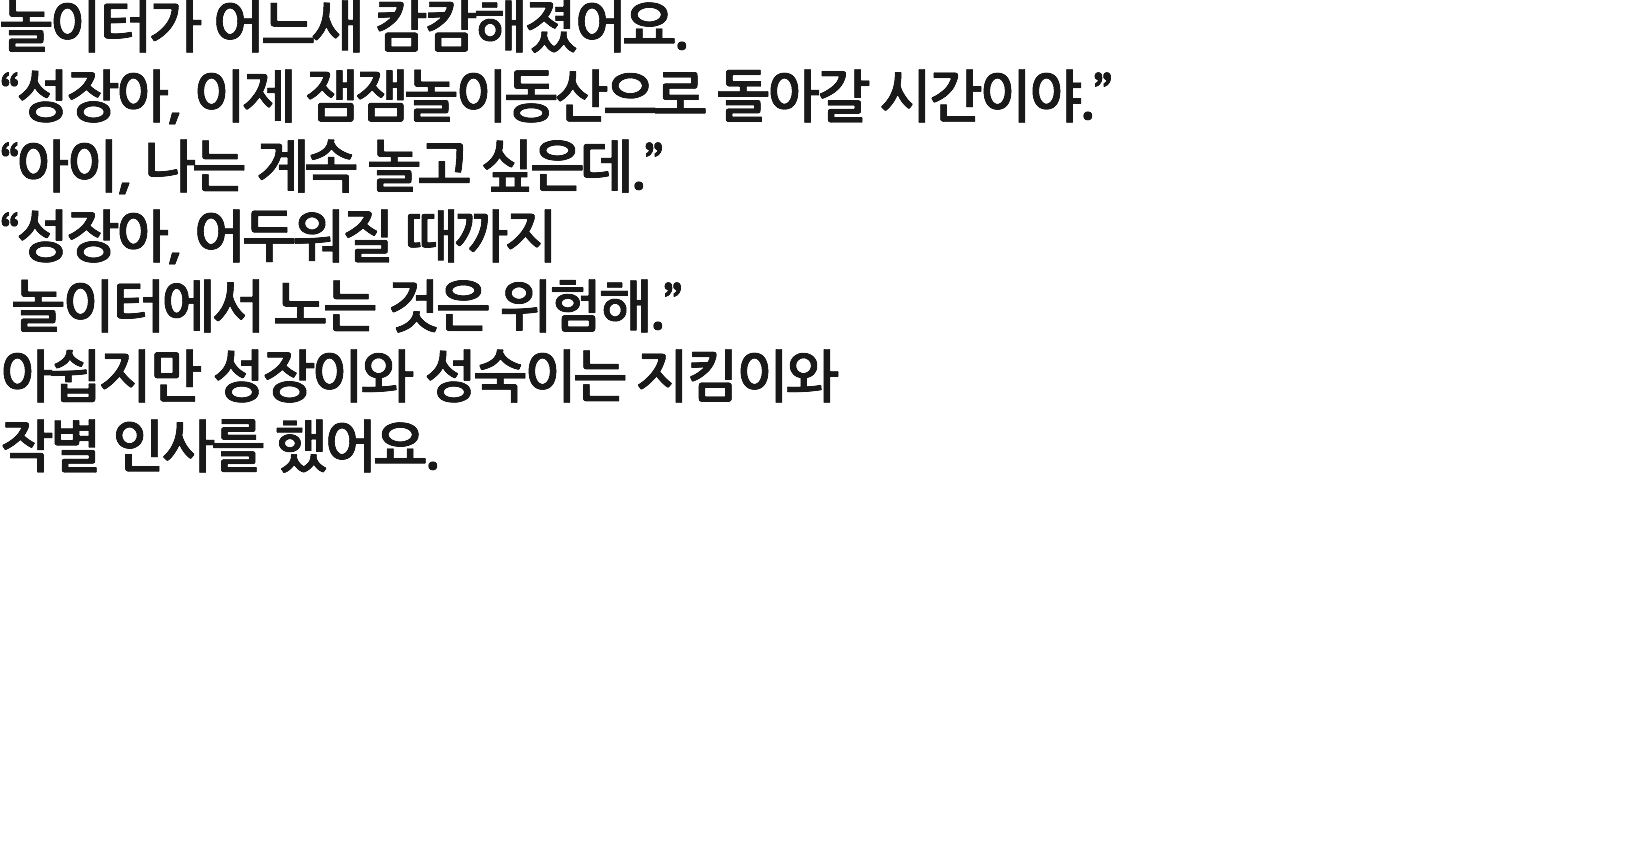 놀이터가 어느새 캄캄해졌어요.
“성장아, 이제 잼잼놀이동산으로 돌아갈 시간이야.”
“아이, 나는 계속 놀고 싶은데.”
“성장아, 어두워질 때까지
놀이터에서 노는 것은 위험해.”
아쉽지만 성장이와 성숙이는 지킴이와
작별 인사를 했어요.